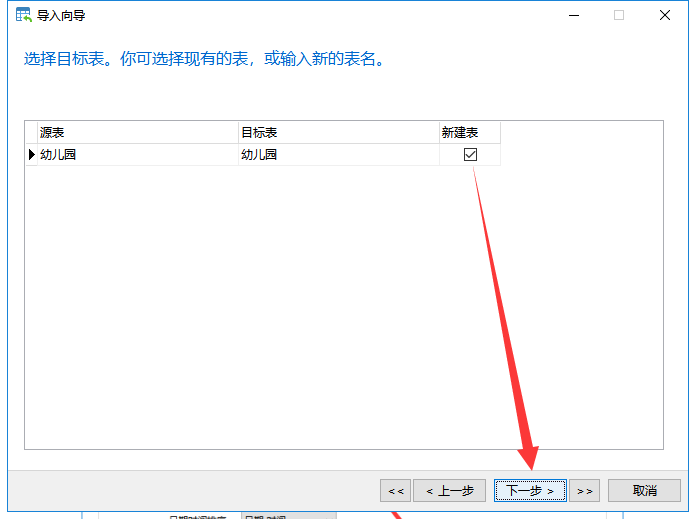 导入向导
选择目标表。你可选择现有的表，或输入新的表名。
源表 目标表 新建表
幼儿园 幼儿园
<< < 上一步 下一步 > >> 取消